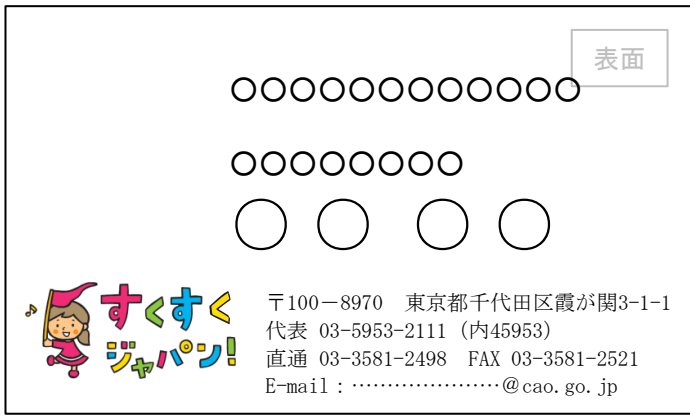 表面
○○○○○○○○○○○○
○○○○○○○○
○○ ○○
すくすく
ジャパン!
〒100-8970 東京都千代田区霞が関3-1-1
代表 03-5953-2111 (内45953)
直通 03-3581-2498 FAX 03-3581-2521
E-mail:…………………@cao.go.jp